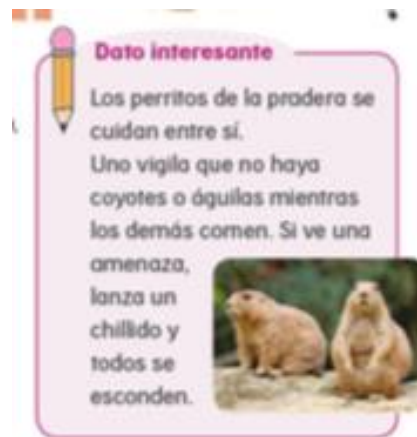 Dato interesante
Los perritos de la pradera se
cuidan entre sí.
Uno vigila que no haya
coyotes o águilas mientras
los demás comen. Si ve una
amenaza,
lanza un
chillido y
todos se
esconden.